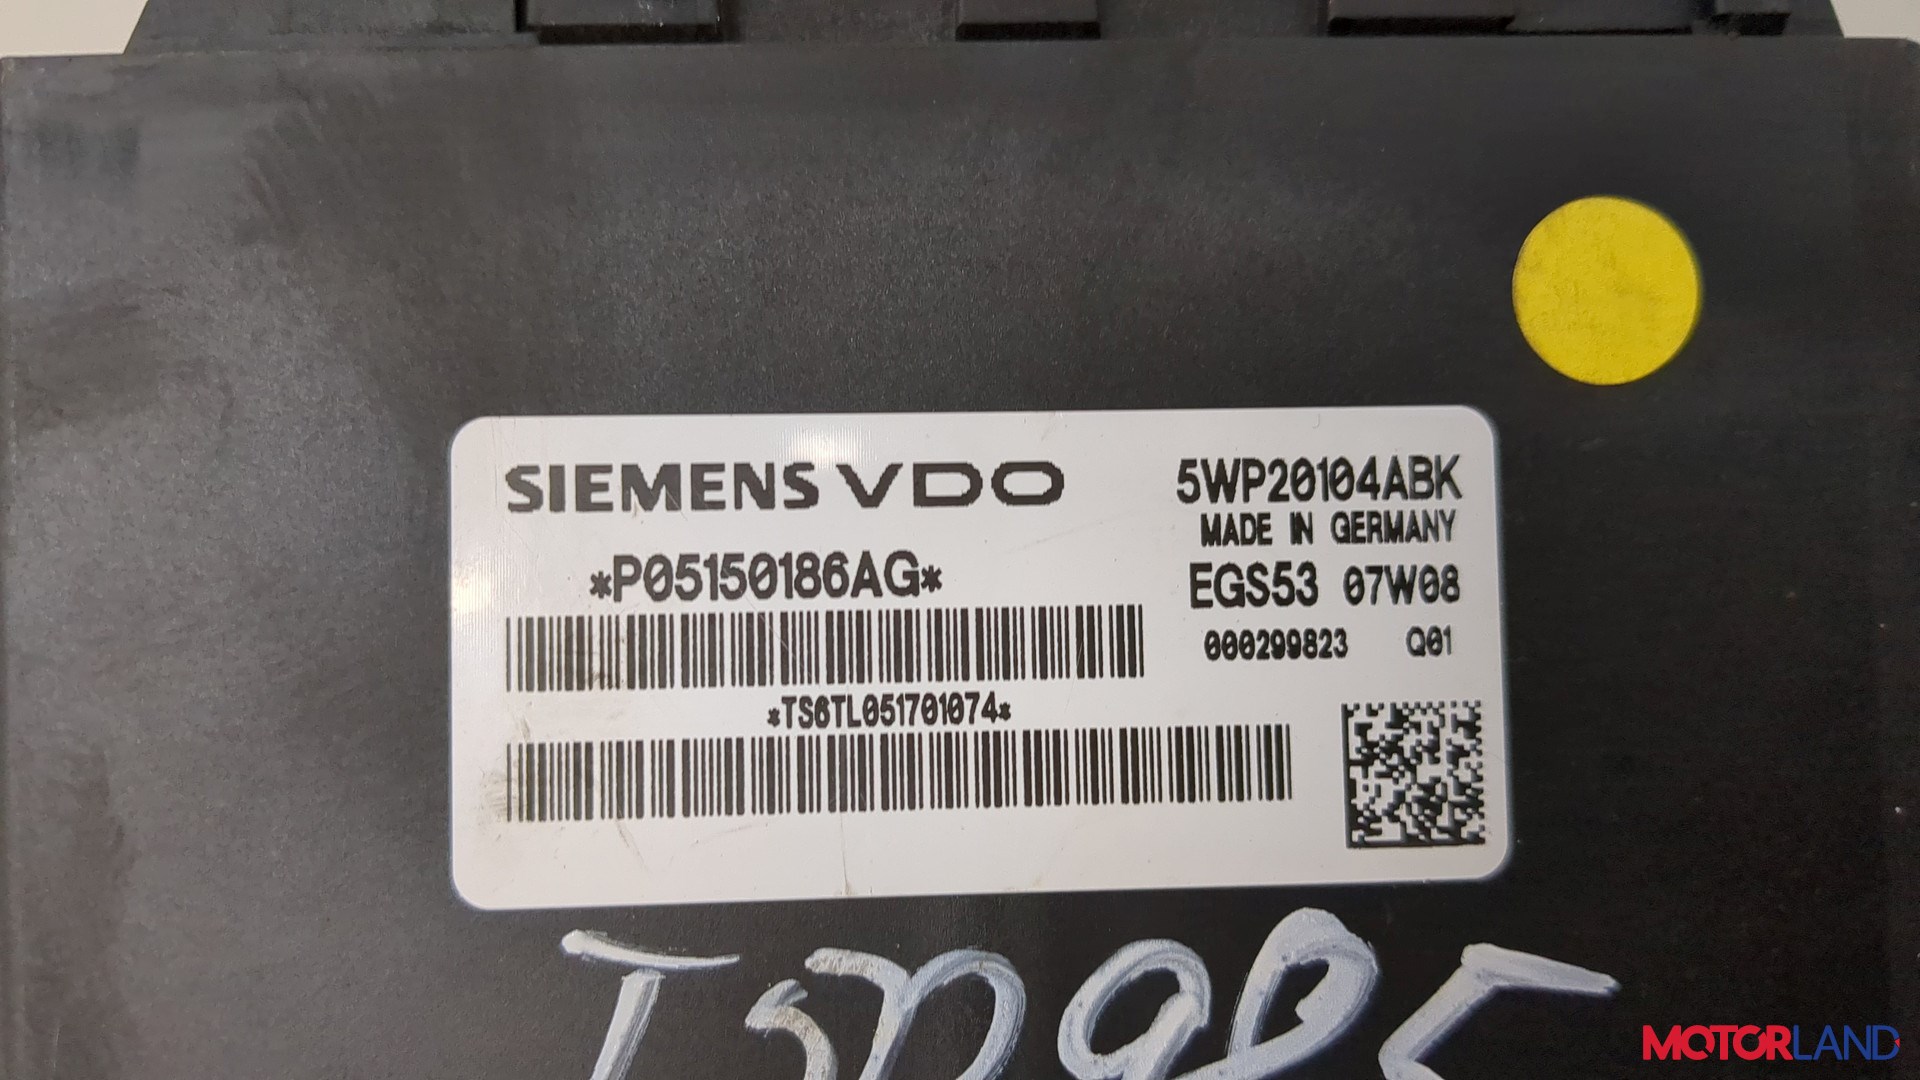 SIEMENS VDO
5WP20104ABK
MADE IN GERMANY
*P05150186AG*
EGS53 07W08
000299823 Q01
*TS6TL051701074*
MOTORLAND